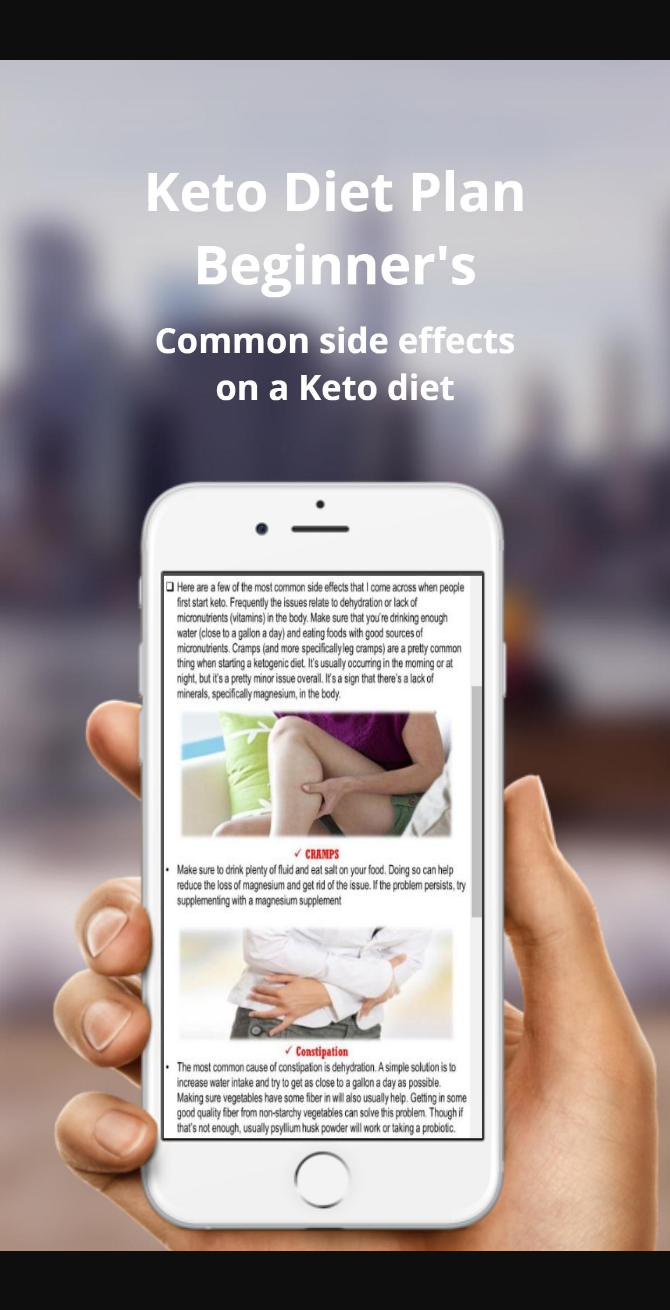 Keto Diet Plan
Beginner's
Common side effects
on a Keto diet
❑ Here are a few of the most common side effects that I come across when people
first start keto. Frequently the issues relate to dehydration or lack of
micronutrients (vitamins) in the body. Make sure that you're drinking enough
water (close to a gallon a day) and eating foods with good sources of
micronutrients. Cramps (and more specifically leg cramps) are a pretty common
thing when starting a ketogenic diet. It's usually occurring in the morning or at
night, but it's a pretty minor issue overall. It's a sign that there's a lack of
minerals, specifically magnesium, in the body.
✓ CRAMPS
• Make sure to drink plenty of fluid and eat salt on your food. Doing so can help
reduce the loss of magnesium and get rid of the issue. If the problem persists, try
supplementing with a magnesium supplement
✓ Constipation
• The most common cause of constipation is dehydration. A simple solution is to
increase water intake and try to get as close to a gallon a day as possible.
Making sure vegetables have some fiber in will also usually help. Getting in some
good quality fiber from non-starchy vegetables can solve this problem. Though if
that's not enough, usually psyllium husk powder will work or taking a probiotic.